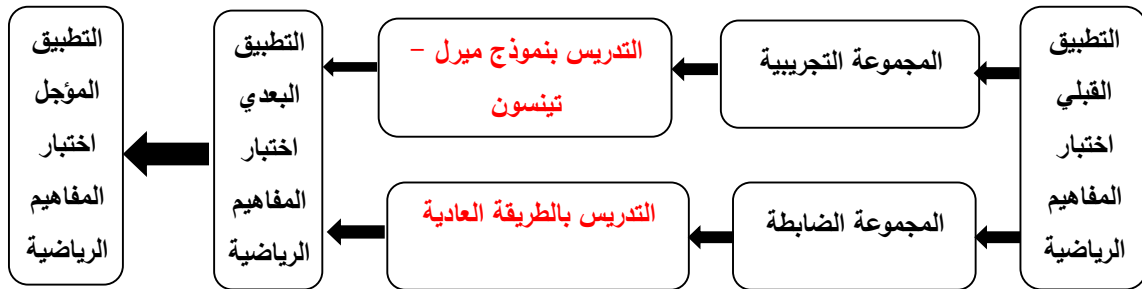 التطبيق
القبلي
اختبار
المفاهيم
الرياضية
المجموعة التجريبية
التدريس بنموذج ميرل –
تينسون
المجموعة الضابطة
التدريس بالطريقة العادية
التطبيق
البعدي
اختبار
المفاهيم
الرياضية
التطبيق
المؤجل
اختبار
المفاهيم
الرياضية